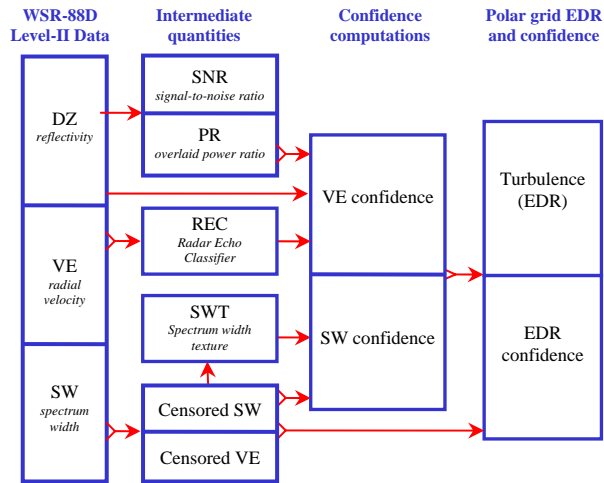 WSR-88D
Level-II Data
Intermediate
quantities
Confidence
computations
Polar grid EDR
and confidence
DZ
reflectivity
VE
radial
velocity
SW
spectrum
width
SNR
signal-to-noise ratio
PR
overlaid power ratio
REC
Radar Echo
Classifier
SWT
Spectrum width
texture
Censored SW
Censored VE
VE confidence
SW confidence
Turbulence
(EDR)
EDR
confidence